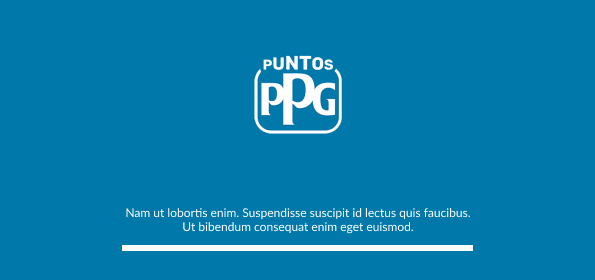 PUNTOS
PPG
Nam ut lobortis enim. Suspendisse suscipit id lectus quis faucibus.
Ut bibendum consequat enim eget euismod.